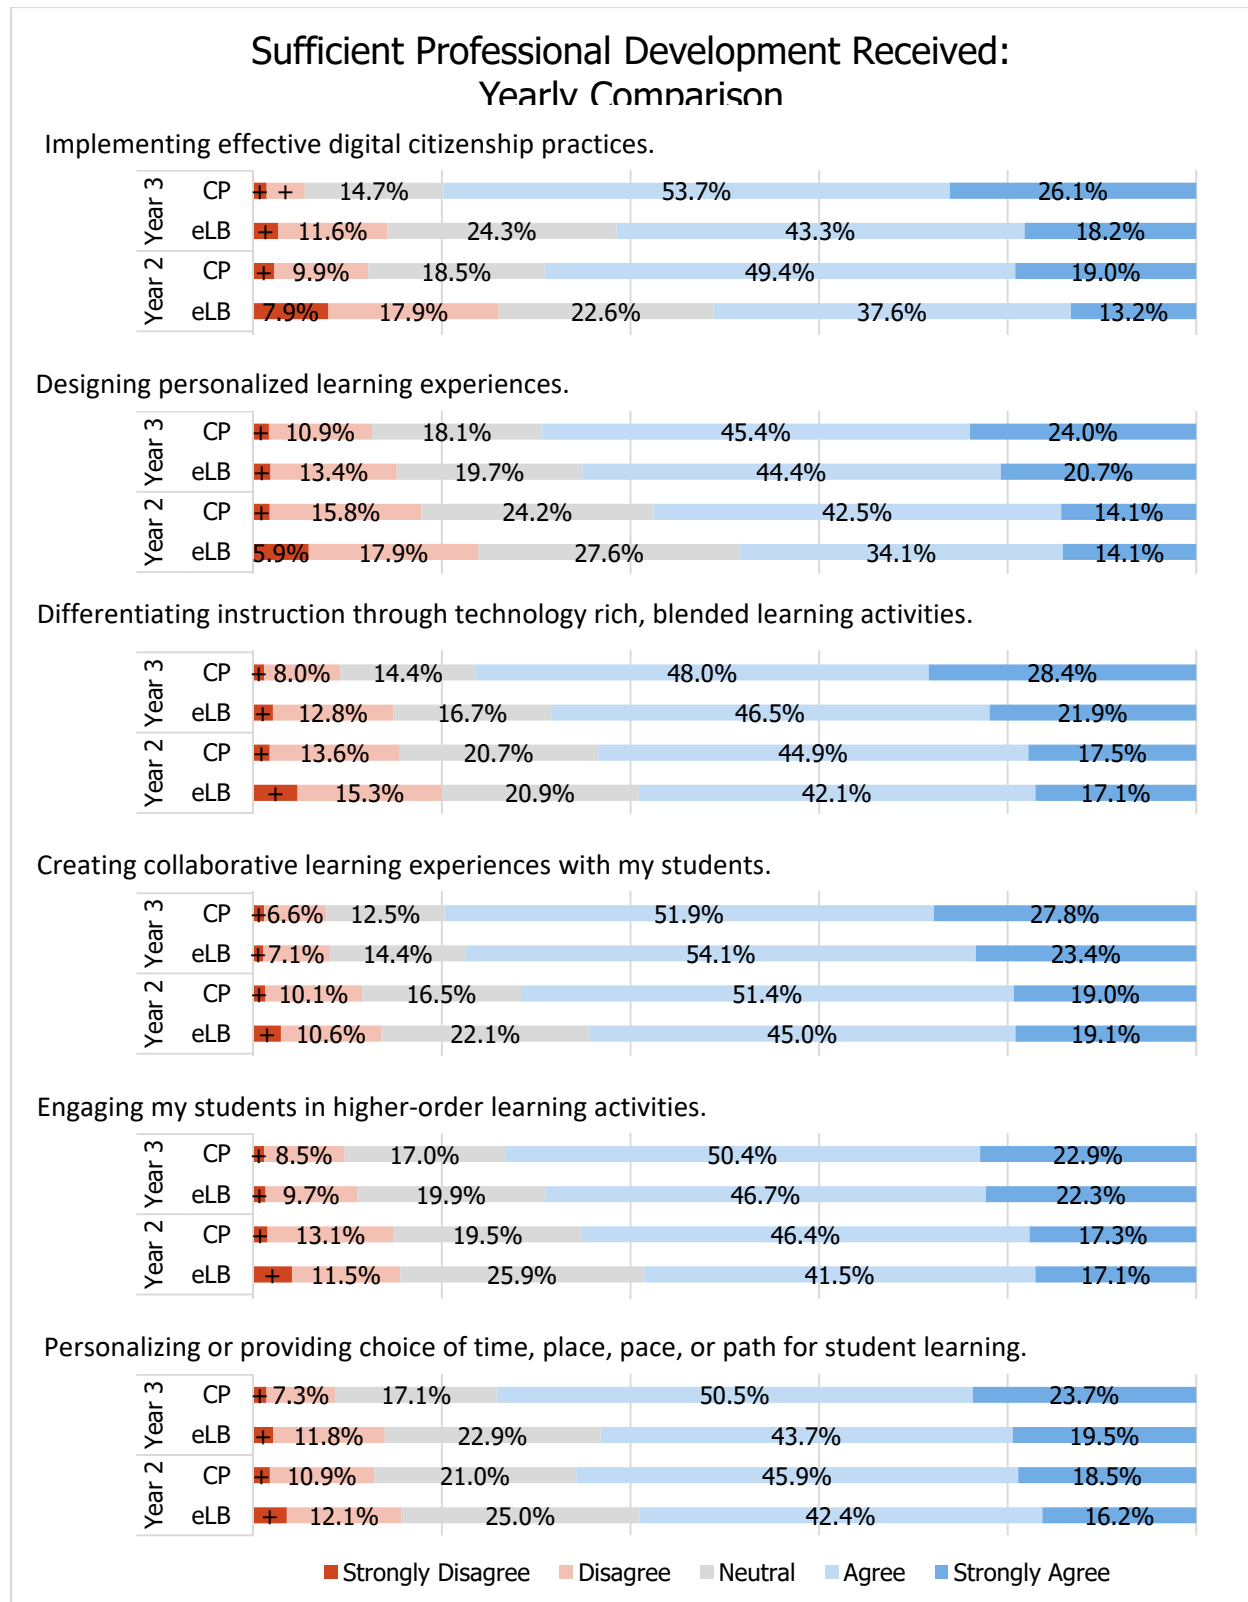 Sufficient Professional Development Received:
Yearly Comparison
Implementing effective digital citizenship practices.
Year 3
CP + + 14.7% 53.7% 26.1%
eLB + 11.6% 24.3% 43.3% 18.2%
Year 2
CP + 9.9% 18.5% 49.4% 19.0%
eLB 7.9% 17.9% 22.6% 37.6% 13.2%
Designing personalized learning experiences.
Year 3
CP + 10.9% 18.1% 45.4% 24.0%
eLB + 13.4% 19.7% 44.4% 20.7%
Year 2
CP + 15.8% 24.2% 42.5% 14.1%
eLB 5.9% 17.9% 27.6% 34.1% 14.1%
Differentiating instruction through technology rich, blended learning activities.
Year 3
CP + 8.0% 14.4% 48.0% 28.4%
eLB + 12.8% 16.7% 46.5% 21.9%
Year 2
CP + 13.6% 20.7% 44.9% 17.5%
eLB + 15.3% 20.9% 42.1% 17.1%
Creating collaborative learning experiences with my students.
Year 3
CP + 6.6% 12.5% 51.9% 27.8%
eLB + 7.1% 14.4% 54.1% 23.4%
Year 2
CP + 10.1% 16.5% 51.4% 19.0%
eLB + 10.6% 22.1% 45.0% 19.1%
Engaging my students in higher-order learning activities.
Year 3
CP + 8.5% 17.0% 50.4% 22.9%
eLB + 9.7% 19.9% 46.7% 22.3%
Year 2
CP + 13.1% 19.5% 46.4% 17.3%
eLB + 11.5% 25.9% 41.5% 17.1%
Personalizing or providing choice of time, place, pace, or path for student learning.
Year 3
CP + 7.3% 17.1% 50.5% 23.7%
eLB + 11.8% 22.9% 43.7% 19.5%
Year 2
CP + 10.9% 21.0% 45.9% 18.5%
eLB + 12.1% 25.0% 42.4% 16.2%
Strongly Disagree Disagree Neutral Agree Strongly Agree